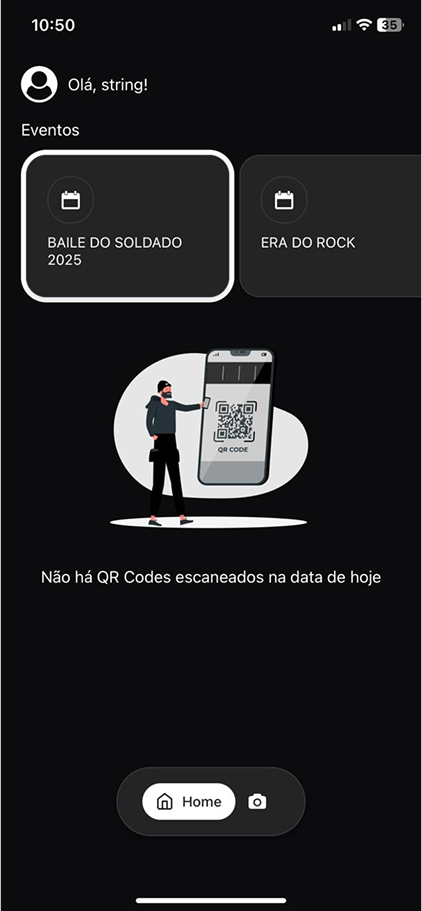 10:50
35
Olá, string!
Eventos
BAILE DO SOLDADO
2025
ERA DO ROCK
QR CODE
Não há QR Codes escaneados na data de hoje
Home